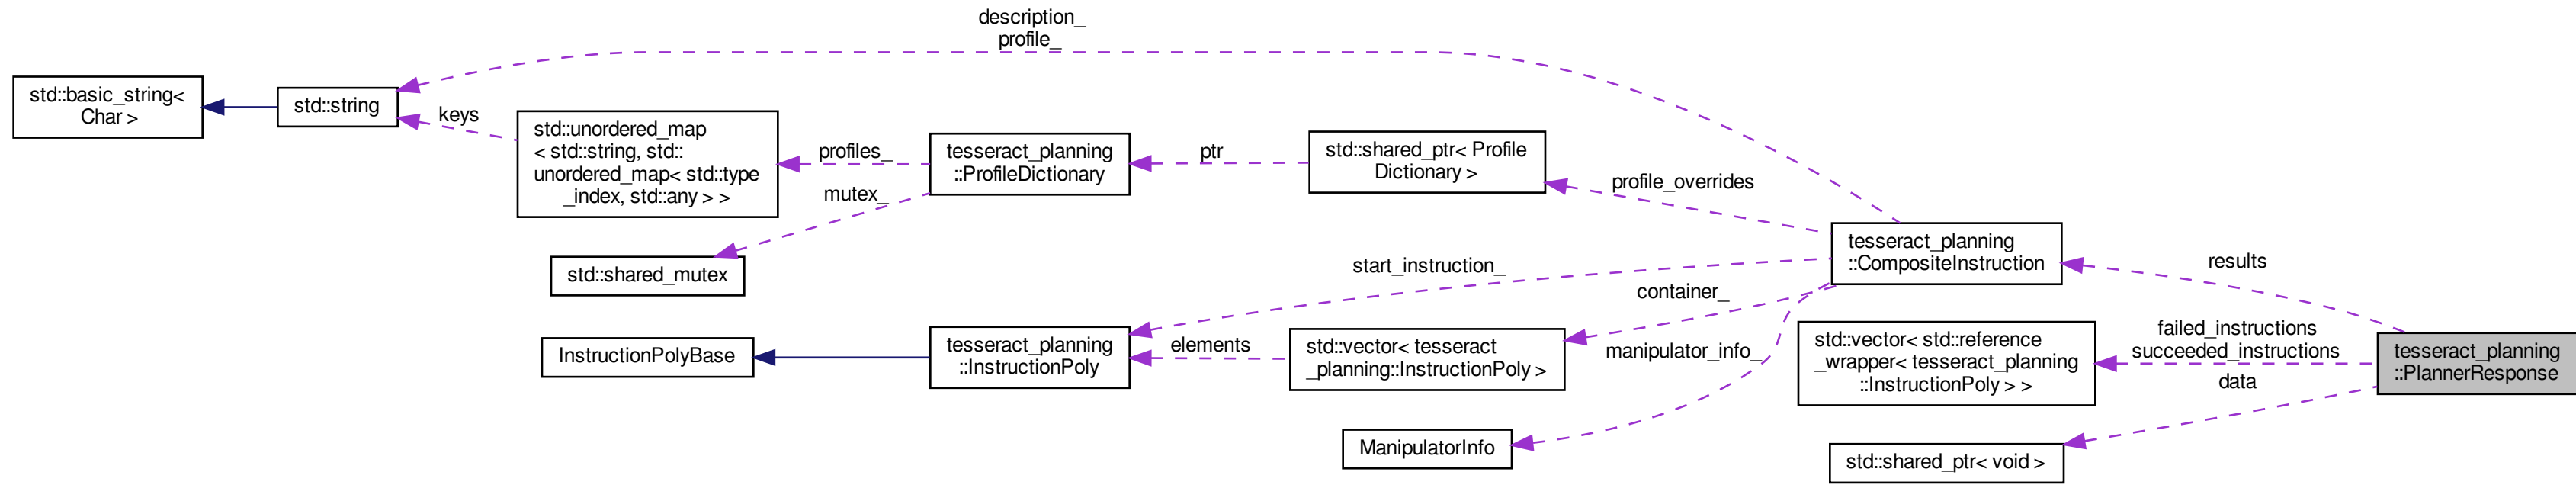 description_
profile_
std::basic_string<
Char >
std::string
keys
std::unordered_map
< std::string, std::
unordered_map< std::type
_index, std::any > >
profiles_
mutex_
std::shared_mutex
tesseract_planning
::ProfileDictionary
ptr
std::shared_ptr< Profile
Dictionary >
profile_overrides
start_instruction_
container_
manipulator_info_
InstructionPolyBase
tesseract_planning
::InstructionPoly
elements
std::vector< tesseract
_planning::InstructionPoly >
ManipulatorInfo
tesseract_planning
::CompositeInstruction
results
std::vector< std::reference
_wrapper< tesseract_planning
::InstructionPoly > >
failed_instructions
succeeded_instructions
data
std::shared_ptr< void >
tesseract_planning
::PlannerResponse